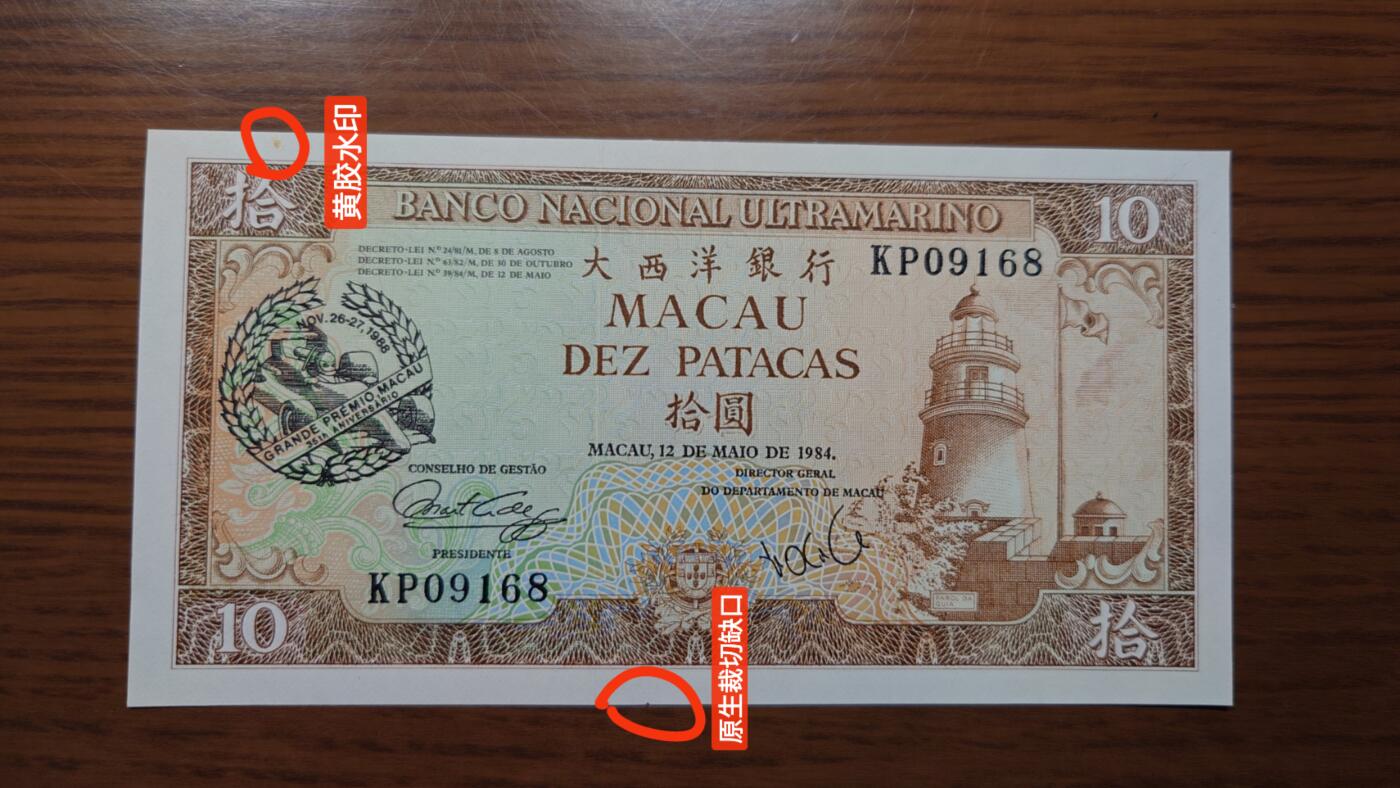 黄胶水印
拾
BANCO NACIONAL ULTRAMARINO
10
DECRETO-LEI N.º 24/81/M, DE 8 DE AGOSTO
DECRETO-LEI N.º 63/82/M, DE 30 DE OUTUBRO
DECRETO-LEI N.º 39/84/M, DE 12 DE MAIO
大西洋銀行
KP09168
MACAU
DEZ PATACAS
拾圓
NOV. 26-27.1988
GRANDE PRÉMIO MACAU
35th ANIVERSÁRIO
MACAU, 12 DE MAIO DE 1984.
CONSELHO DE GESTÃO
DIRECTOR GERAL
DO DEPARTAMENTO DE MACAU
PRESIDENTE
KP09168
FAROL DA
GUIA
10
拾
原生裁切缺口